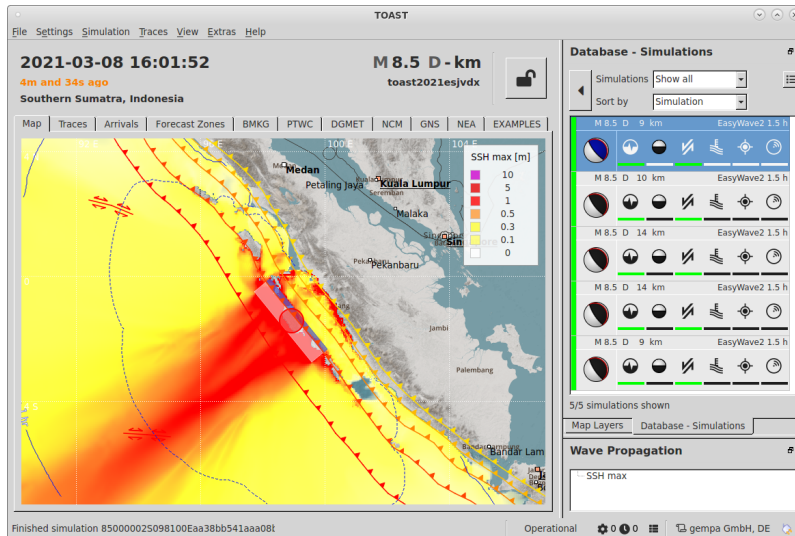 TOAST
File Settings Simulation Traces View Extras Help
2021-03-08 16:01:52
M 8.5 D - km
4m and 34s ago
toast2021esjvdx
Southern Sumatra, Indonesia
Map Traces Arrivals Forecast Zones BMKG PTWC DGMET NCM GNS NEA EXAMPLES
100 E
SSH max [m]
10
5
1
0.5
0.3
0.1
0
Medan
Kuala Lumpur
Petaling Jaya
Seremban
Malaka
Pekanbaru
Jambi
Palembang
Bandar Lam
Database - Simulations
Simulations Show all
Sort by Simulation
M 8.5 D 9 km EasyWave2 1.5 h
M 8.5 D 10 km EasyWave2 1.5 h
M 8.5 D 14 km EasyWave2 1.5 h
M 8.5 D 14 km EasyWave2 1.5 h
M 8.5 D 9 km EasyWave2 1.5 h
5/5 simulations shown
Map Layers Database - Simulations
Wave Propagation
SSH max
Finished simulation
Operational 0 0 gempa GmbH, DE